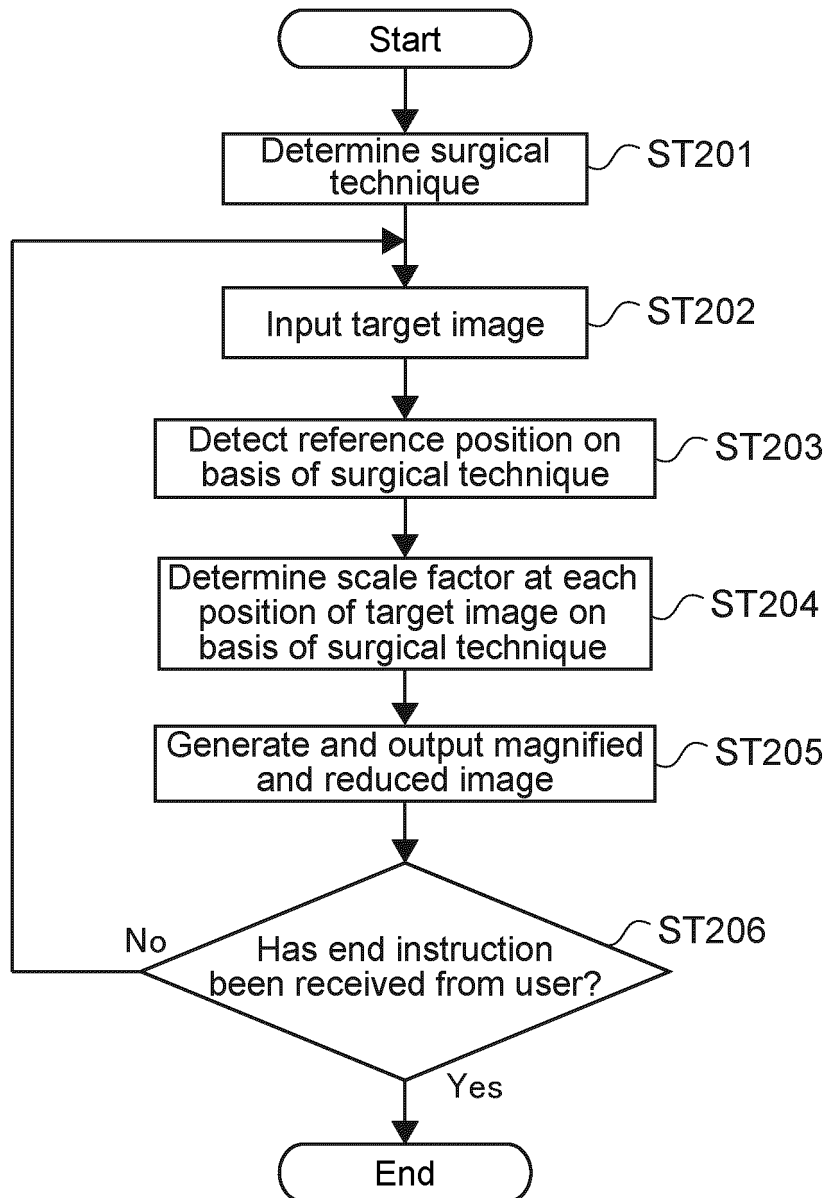 Start
Determine surgical
technique
ST201
Input target image
ST202
Detect reference position on
basis of surgical technique
ST203
Determine scale factor at each
position of target image on
basis of surgical technique
ST204
Generate and output magnified
and reduced image
ST205
Has end instruction
been received from user?
ST206
No
Yes
End